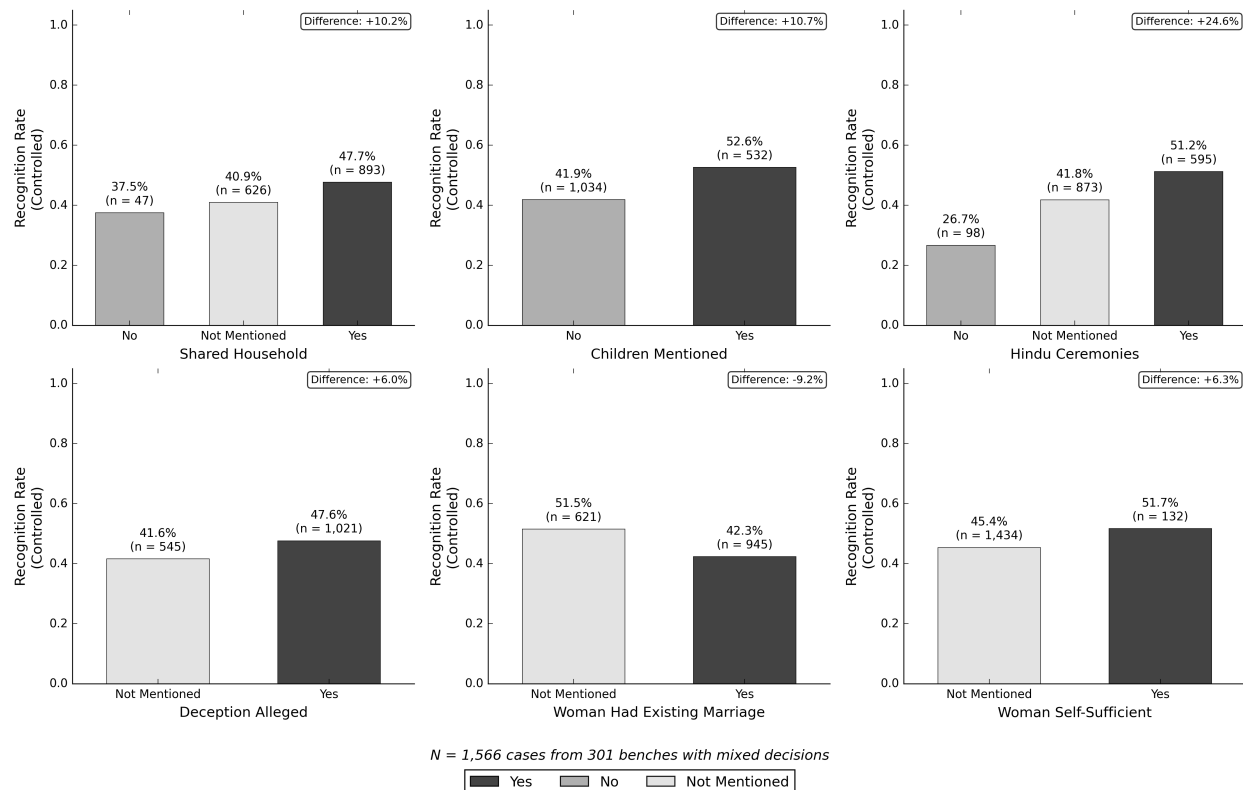 Difference: +10.2%
1.0
0.8
0.6
0.4
0.2
0.0
Recognition Rate
(Controlled)
37.5%
(n = 47)
40.9%
(n = 626)
47.7%
(n = 893)
No
Not Mentioned
Yes
Shared Household
Difference: +10.7%
1.0
0.8
0.6
0.4
0.2
0.0
Recognition Rate
(Controlled)
41.9%
(n = 1,034)
52.6%
(n = 532)
No
Yes
Children Mentioned
Difference: +24.6%
1.0
0.8
0.6
0.4
0.2
0.0
Recognition Rate
(Controlled)
26.7%
(n = 98)
41.8%
(n = 873)
51.2%
(n = 595)
No
Not Mentioned
Yes
Hindu Ceremonies
Difference: +6.0%
1.0
0.8
0.6
0.4
0.2
0.0
Recognition Rate
(Controlled)
41.6%
(n = 545)
47.6%
(n = 1,021)
Not Mentioned
Yes
Deception Alleged
Difference: -9.2%
1.0
0.8
0.6
0.4
0.2
0.0
Recognition Rate
(Controlled)
51.5%
(n = 621)
42.3%
(n = 945)
Not Mentioned
Yes
Woman Had Existing Marriage
Difference: +6.3%
1.0
0.8
0.6
0.4
0.2
0.0
Recognition Rate
(Controlled)
45.4%
(n = 1,434)
51.7%
(n = 132)
Not Mentioned
Yes
Woman Self-Sufficient
N = 1,566 cases from 301 benches with mixed decisions
Yes
No
Not Mentioned